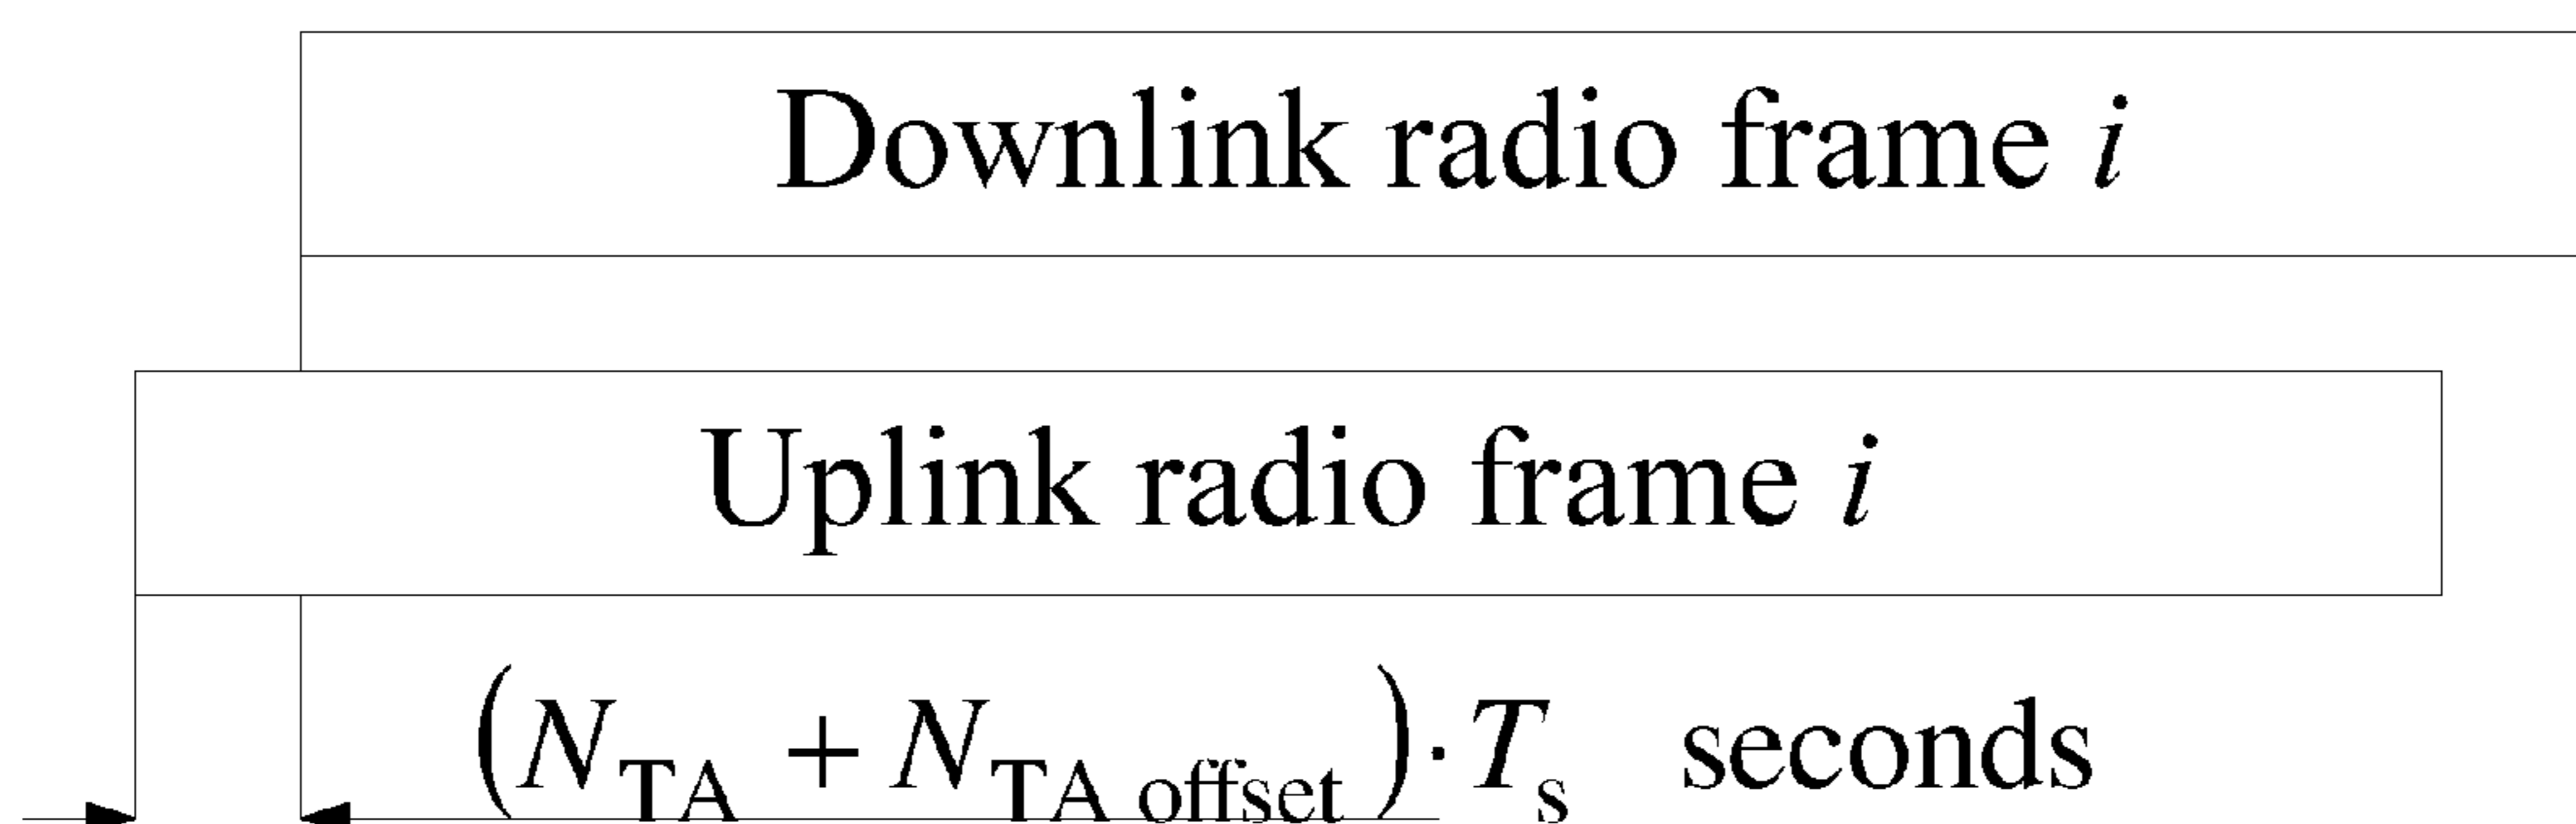 Downlink radio frame i
Uplink radio frame i
(N_TA + N_TA offset) · T_s seconds